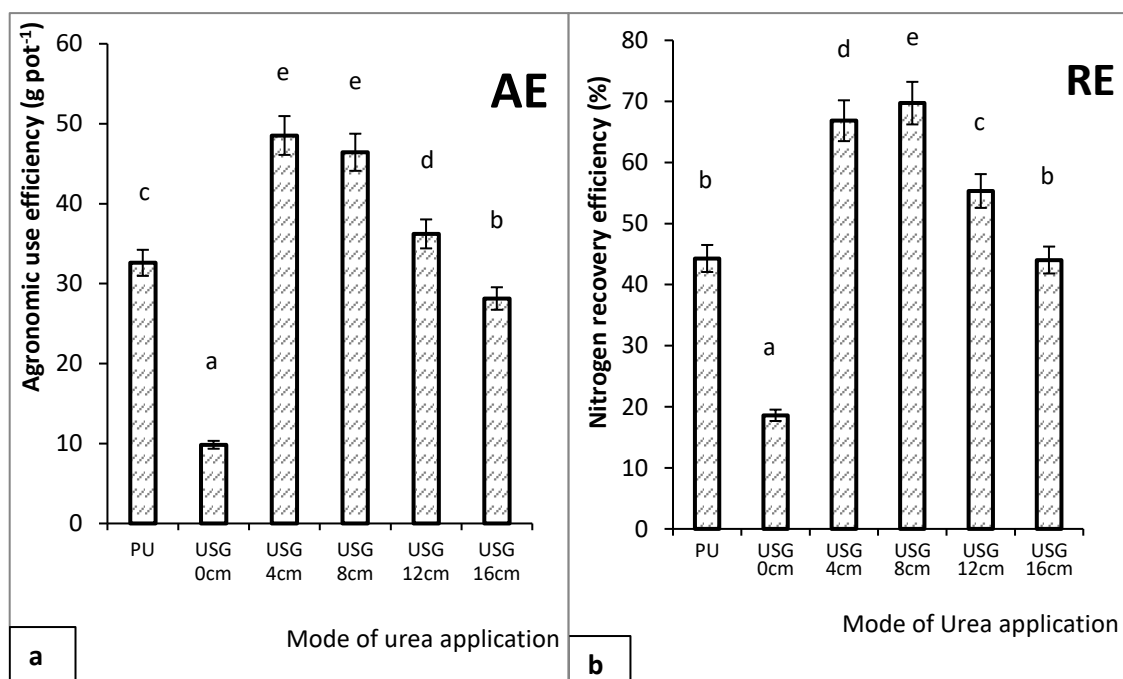 Agronomic use efficiency (g pot⁻¹)
60
50
40
30
20
10
0
AE
c
a
e
e
d
b
PU
USG
0cm
USG
4cm
USG
8cm
USG
12cm
USG
16cm
Mode of urea application
a
Nitrogen recovery efficiency (%)
80
70
60
50
40
30
20
10
0
RE
b
a
d
e
c
b
PU
USG
0cm
USG
4cm
USG
8cm
USG
12cm
USG
16cm
Mode of Urea application
b